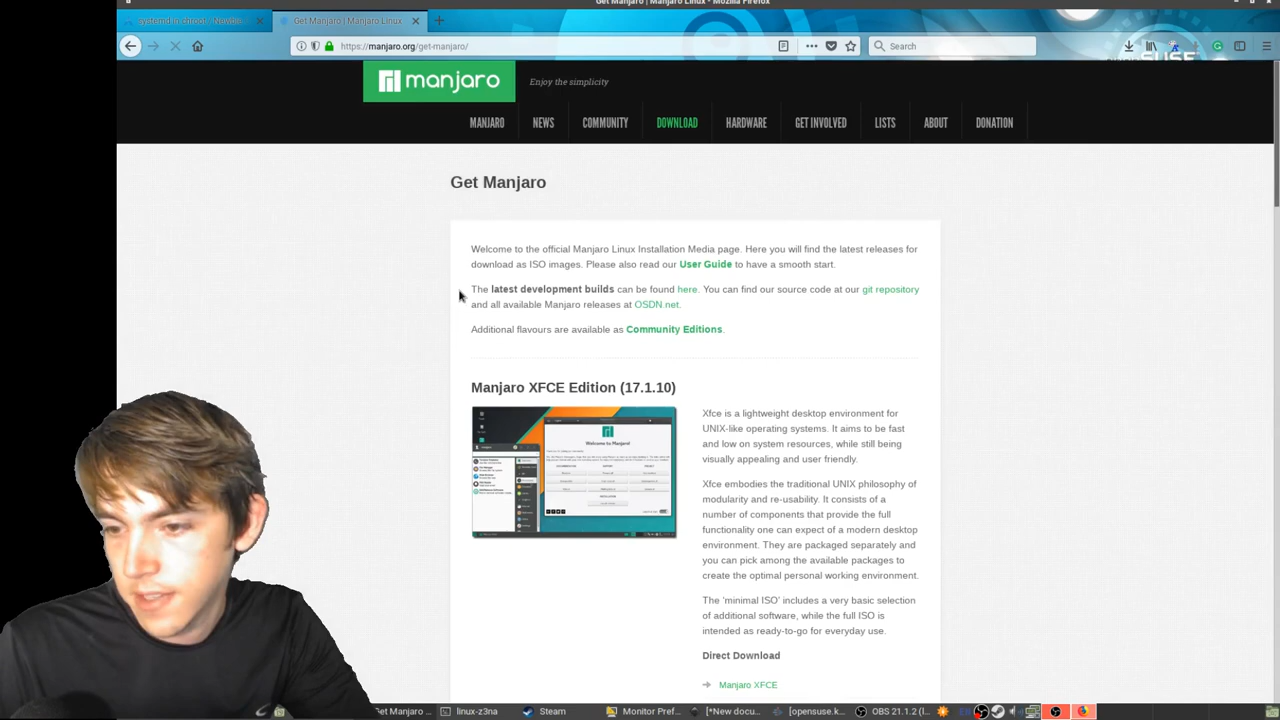 Get Manjaro | Manjaro Linux - Mozilla Firefox
systemd in chroot - Newbie
Get Manjaro | Manjaro Linux
https://manjaro.org/get-manjaro/
Search
manjaro
Enjoy the simplicity
MANJARO NEWS COMMUNITY DOWNLOAD HARDWARE GET INVOLVED LISTS ABOUT DONATION
Get Manjaro
Welcome to the official Manjaro Linux Installation Media page. Here you will find the latest releases for
download as ISO images. Please also read our User Guide to have a smooth start.
The latest development builds can be found here. You can find our source code at our git repository
and all available Manjaro releases at OSDN.net.
Additional flavours are available as Community Editions.
Manjaro XFCE Edition (17.1.10)
Welcome to Manjaro!
Xfce is a lightweight desktop environment for
UNIX-like operating systems. It aims to be fast
and low on system resources, while still being
visually appealing and user friendly.
Xfce embodies the traditional UNIX philosophy of
modularity and re-usability. It consists of a
number of components that provide the full
functionality one can expect of a modern desktop
environment. They are packaged separately and
you can pick among the available packages to
create the optimal personal working environment.
The ‘minimal ISO’ includes a very basic selection
of additional software, while the full ISO is
intended as ready-to-go for everyday use.
Direct Download
Manjaro XFCE
Get Manjaro ... linux-z3na Steam Monitor Pref... [*New docu... [opensuse.k... OBS 21.1.2 (l...